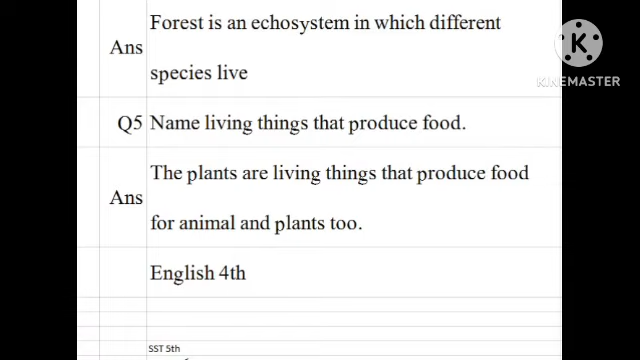 Forest is an echosystem in which different
Ans
species live
Q5 Name living things that produce food.
The plants are living things that produce food
Ans
for animal and plants too.
English 4th
SST 5th
K
KINEMASTER